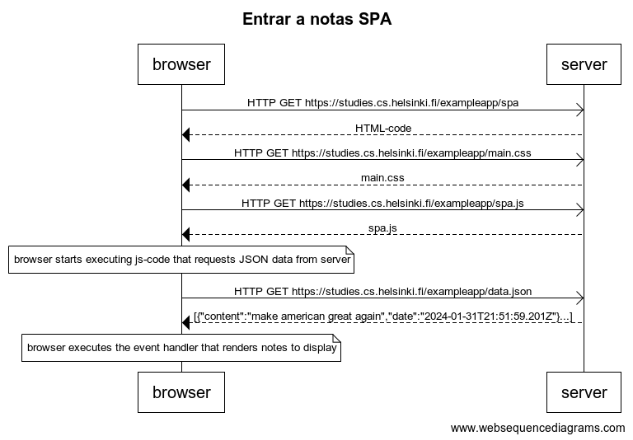 Entrar a notas SPA
browser
server
HTTP GET https://studies.cs.helsinki.fi/exampleapp/spa
HTML-code
HTTP GET https://studies.cs.helsinki.fi/exampleapp/main.css
main.css
HTTP GET https://studies.cs.helsinki.fi/exampleapp/spa.js
spa.js
browser starts executing js-code that requests JSON data from server
HTTP GET https://studies.cs.helsinki.fi/exampleapp/data.json
[{"content":"make american great again","date":"2024-01-31T21:51:59.201Z"}...]
browser executes the event handler that renders notes to display
browser
server
www.websequencediagrams.com